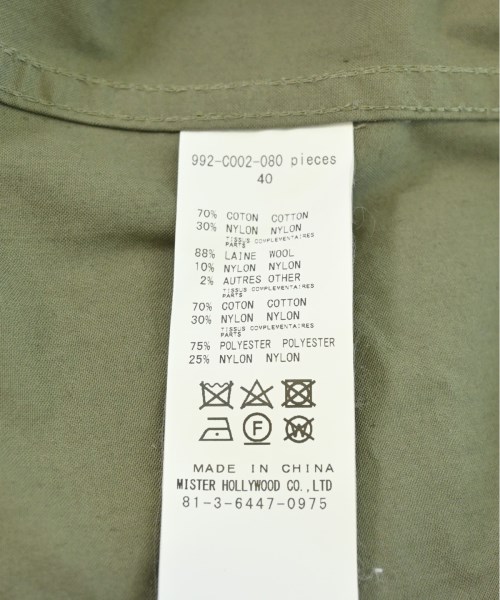 992-C002-080 pieces
40
70% COTON COTTON
30% NYLON NYLON
TISSUS COMPLEMENTAIRES
PARTS
88% LAINE WOOL
10% NYLON NYLON
2% AUTRES OTHER
TISSUS COMPLEMENTAIRES
PARTS
70% COTON COTTON
30% NYLON NYLON
TISSUS COMPLEMENTAIRES
PARTS
75% POLYESTER POLYESTER
25% NYLON NYLON
F W
MADE IN CHINA
MISTER HOLLYWOOD CO.,LTD
81-3-6447-0975